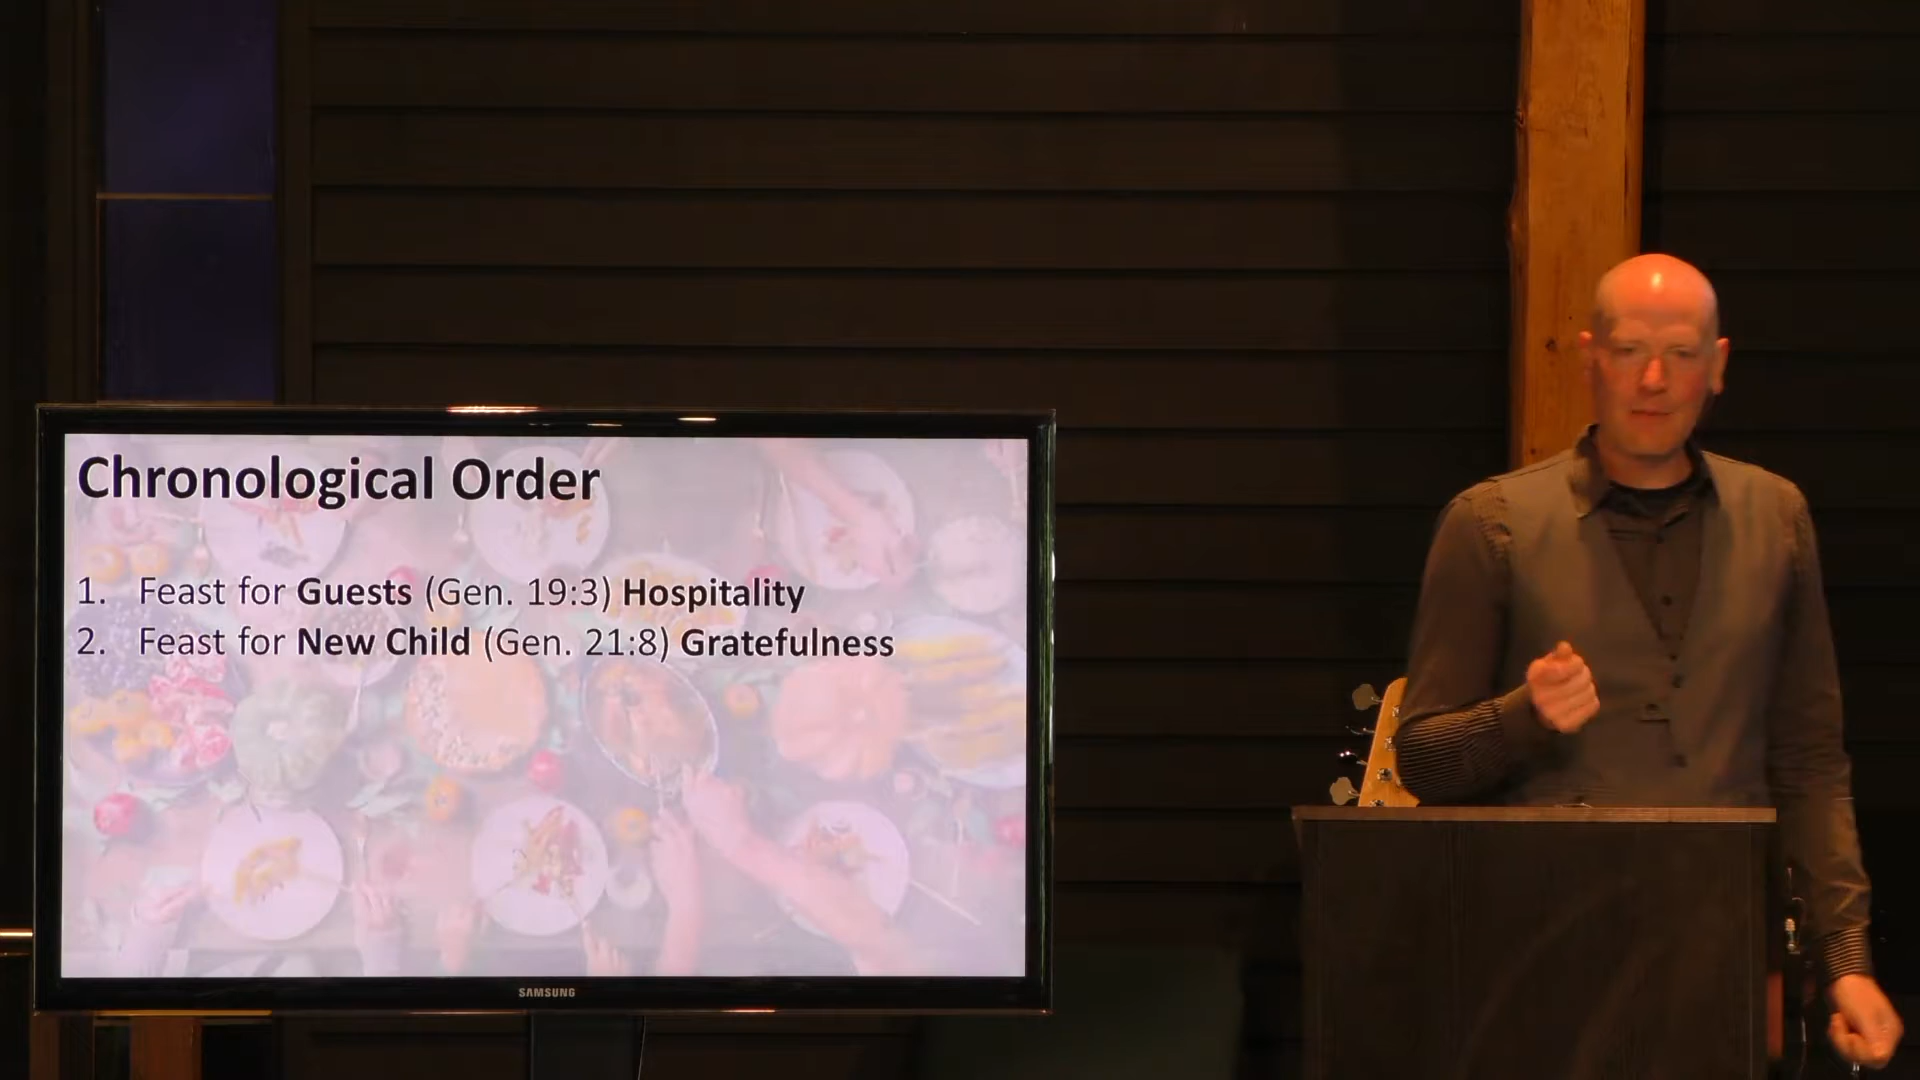 Chronological Order
1. Feast for Guests (Gen. 19:3) Hospitality
2. Feast for New Child (Gen. 21:8) Gratefulness
SAMSUNG